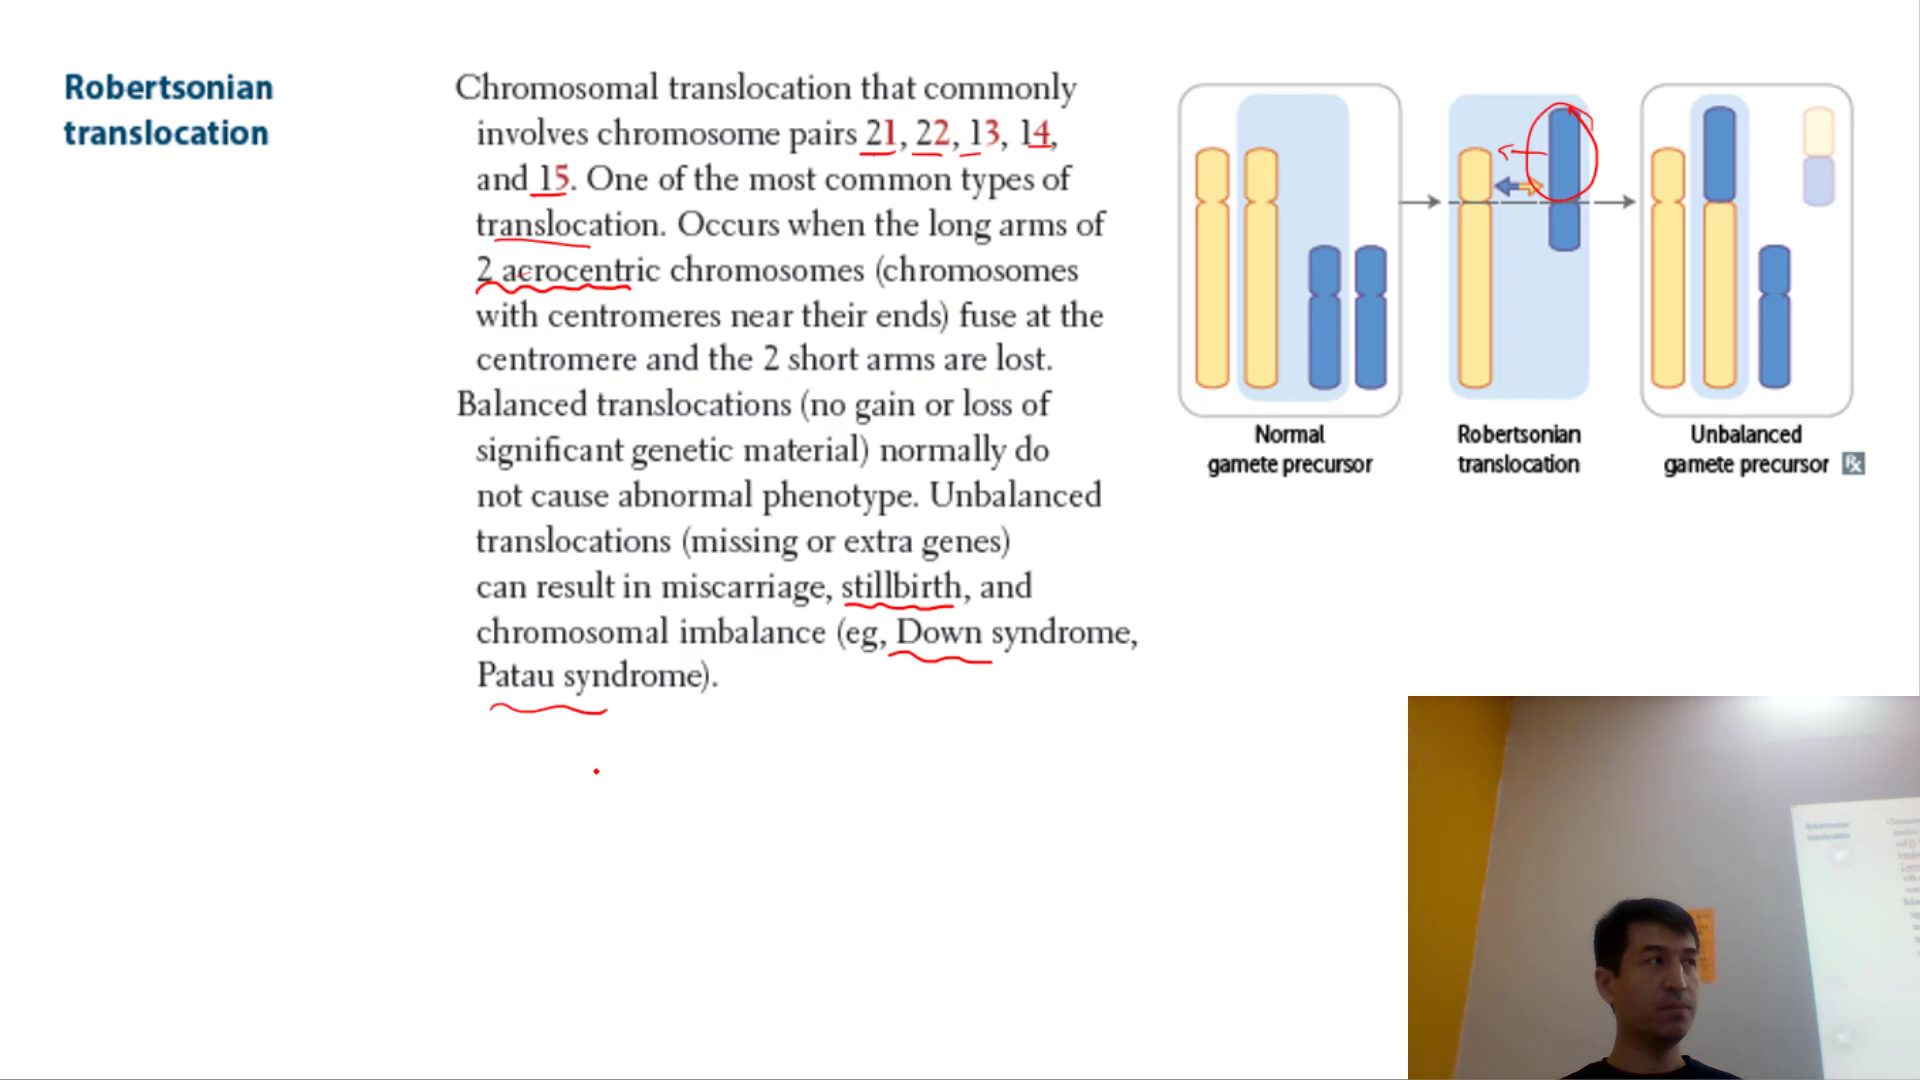 Robertsonian
translocation
Chromosomal translocation that commonly
involves chromosome pairs 21, 22, 13, 14,
and 15. One of the most common types of
translocation. Occurs when the long arms of
2 acrocentric chromosomes (chromosomes
with centromeres near their ends) fuse at the
centromere and the 2 short arms are lost.
Balanced translocations (no gain or loss of
significant genetic material) normally do
not cause abnormal phenotype. Unbalanced
translocations (missing or extra genes)
can result in miscarriage, stillbirth, and
chromosomal imbalance (eg, Down syndrome,
Patau syndrome).
Normal
gamete precursor
Robertsonian
translocation
Unbalanced
gamete precursor Rx
Robertsonian
translocation